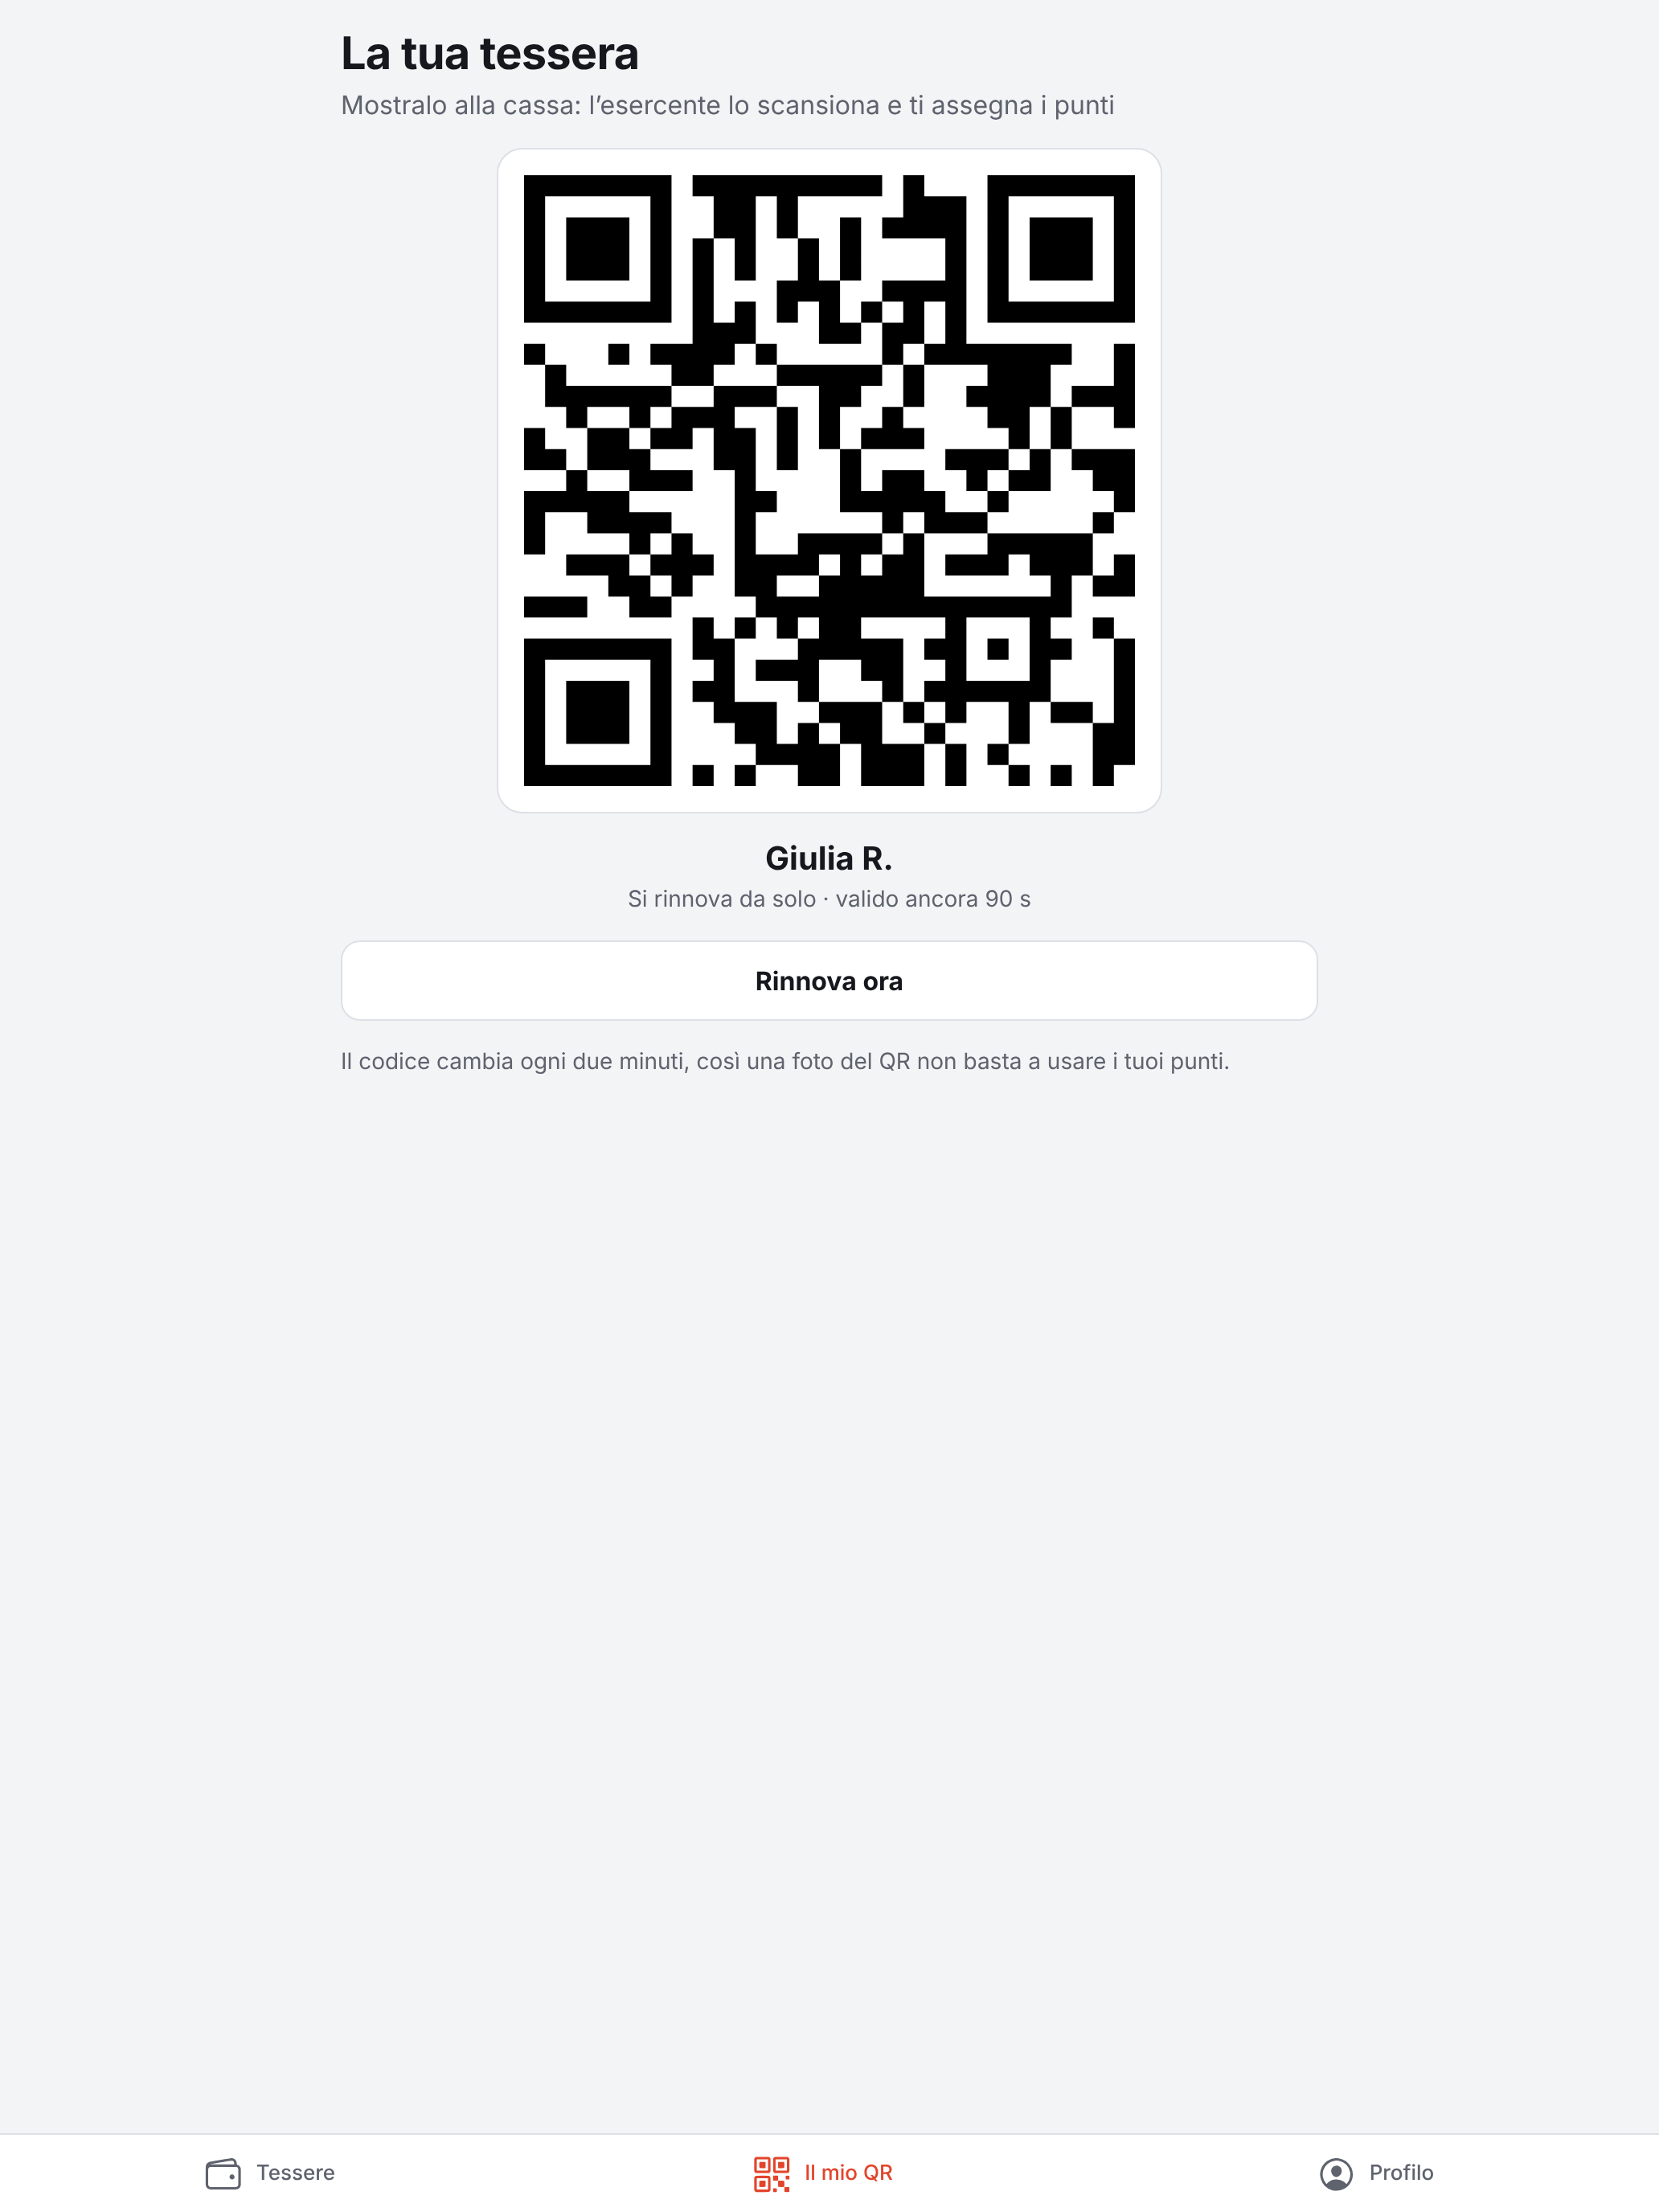 La tua tessera
Mostralo alla cassa: l’esercente lo scansiona e ti assegna i punti
Giulia R.
Si rinnova da solo · valido ancora 90 s
Rinnova ora
Il codice cambia ogni due minuti, così una foto del QR non basta a usare i tuoi punti.
Tessere
Il mio QR
Profilo